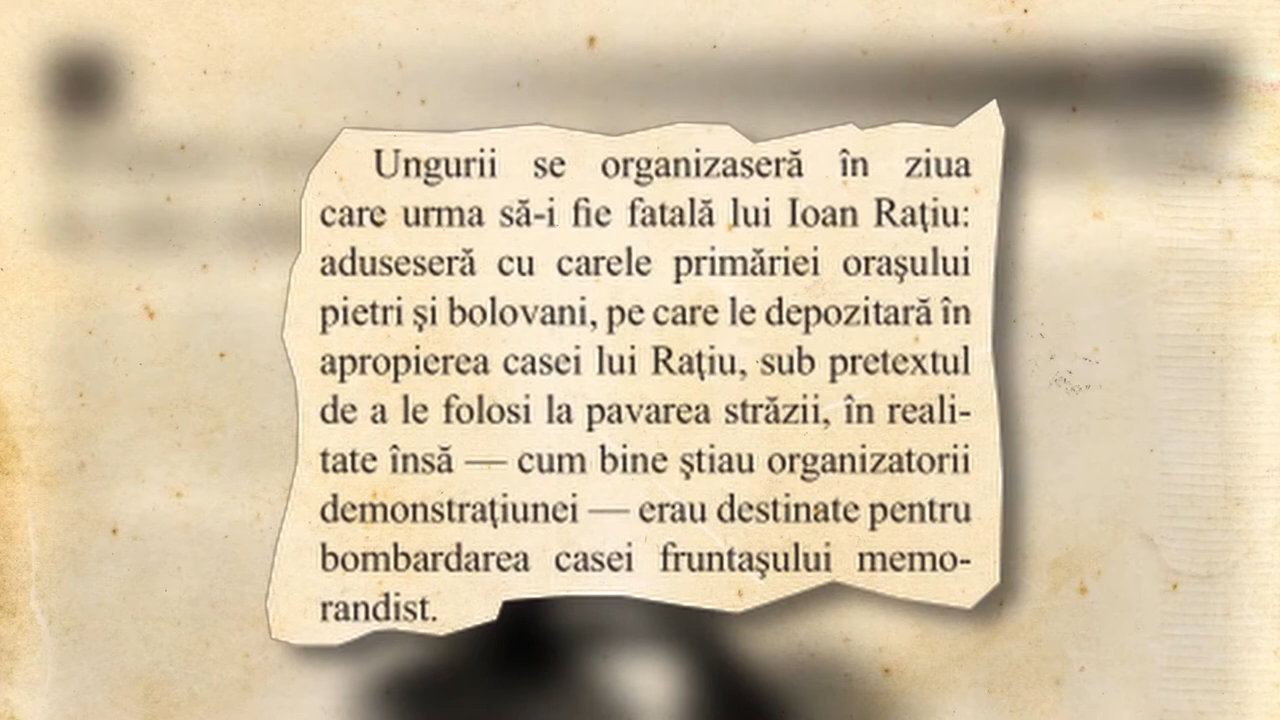 Ungurii se organizaseră în ziua
care urma să-i fie fatală lui Ioan Raţiu:
aduseseră cu carele primăriei oraşului
pietri şi bolovani, pe care le depozitară în
apropierea casei lui Raţiu, sub pretextul
de a le folosi la pavarea străzii, în reali-
tate însă — cum bine ştiau organizatorii
demonstraţiunei — erau destinate pentru
bombardarea casei fruntaşului memo-
randist.